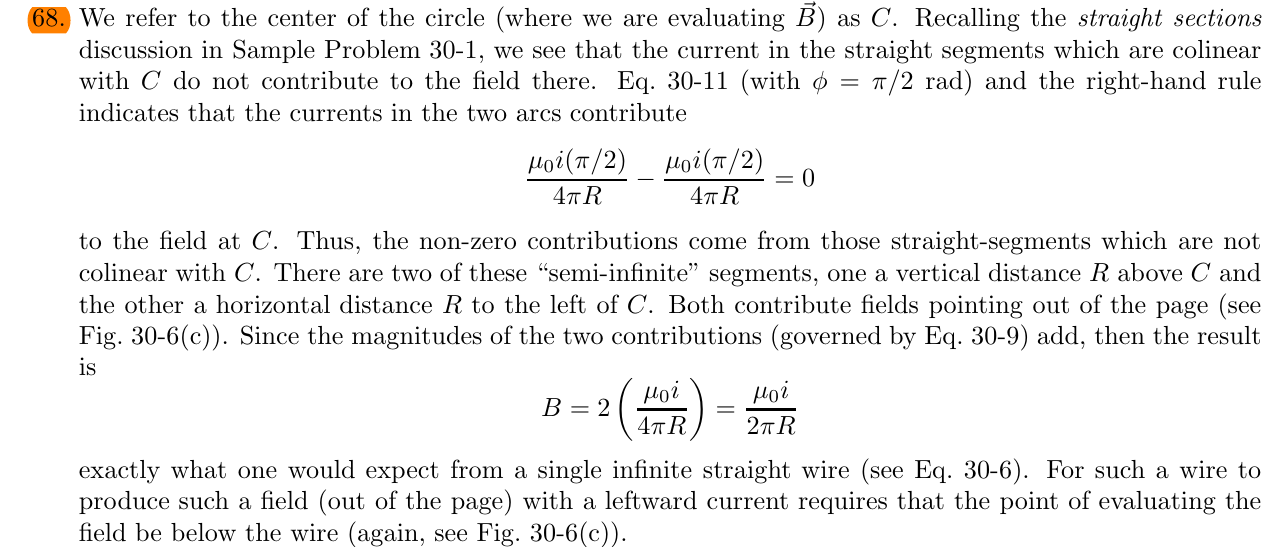 68. We refer to the center of the circle (where we are evaluating $\vec{B}$) as $C$. Recalling the straight sections
discussion in Sample Problem 30-1, we see that the current in the straight segments which are colinear
with $C$ do not contribute to the field there. Eq. 30-11 (with $\phi = \pi/2$ rad) and the right-hand rule
indicates that the currents in the two arcs contribute
$\frac{\mu_0 i(\pi/2)}{4\pi R} - \frac{\mu_0 i(\pi/2)}{4\pi R} = 0$
to the field at $C$. Thus, the non-zero contributions come from those straight-segments which are not
colinear with $C$. There are two of these “semi-infinite” segments, one a vertical distance $R$ above $C$ and
the other a horizontal distance $R$ to the left of $C$. Both contribute fields pointing out of the page (see
Fig. 30-6(c)). Since the magnitudes of the two contributions (governed by Eq. 30-9) add, then the result
is
$B = 2\left(\frac{\mu_0 i}{4\pi R}\right) = \frac{\mu_0 i}{2\pi R}$
exactly what one would expect from a single infinite straight wire (see Eq. 30-6). For such a wire to
produce such a field (out of the page) with a leftward current requires that the point of evaluating the
field be below the wire (again, see Fig. 30-6(c)).